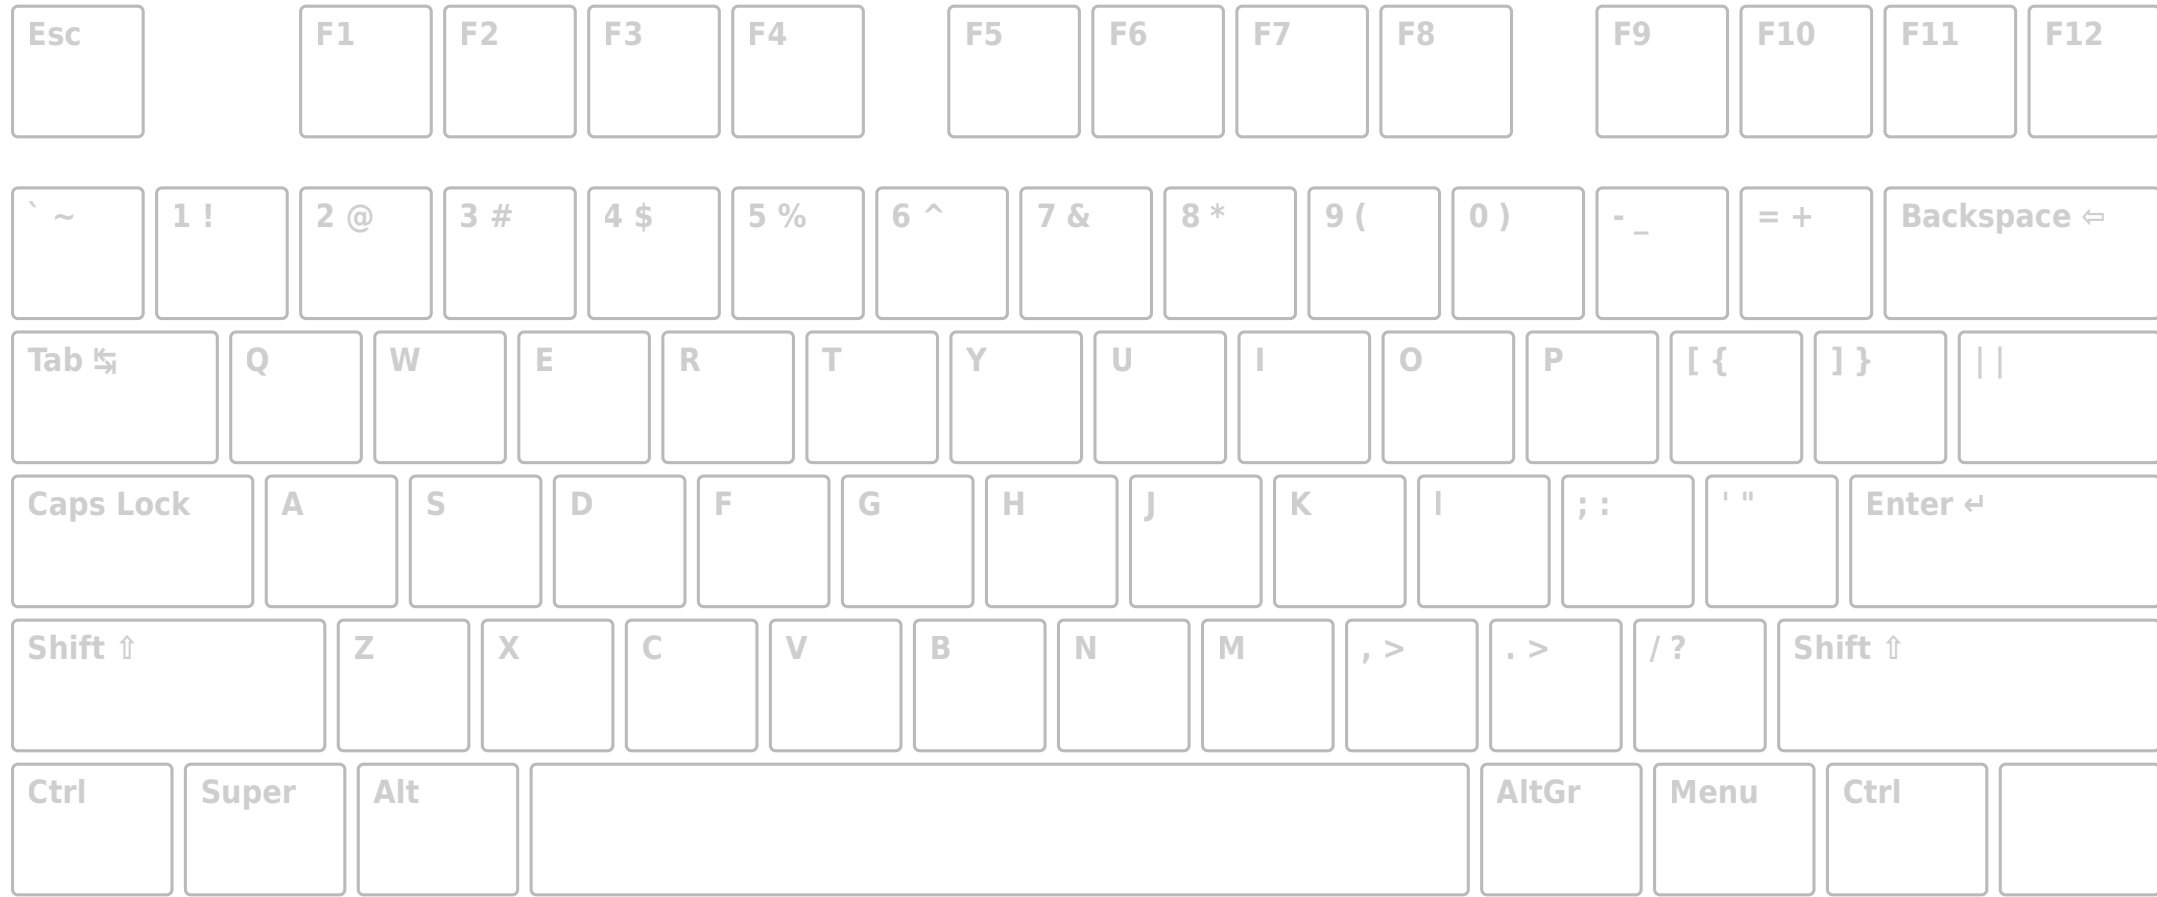 Esc F1 F2 F3 F4 F5 F6 F7 F8 F9 F10 F11 F12
` ~ 1 ! 2 @ 3 # 4 $ 5 % 6 ^ 7 & 8 * 9 ( 0 ) - _ = + Backspace ⇦
Tab ↹ Q W E R T Y U I O P [ { ] } | |
Caps Lock A S D F G H J K l ; : ' " Enter ↵
Shift ⇧ Z X C V B N M , > . > / ? Shift ⇧
Ctrl Super Alt AltGr Menu Ctrl